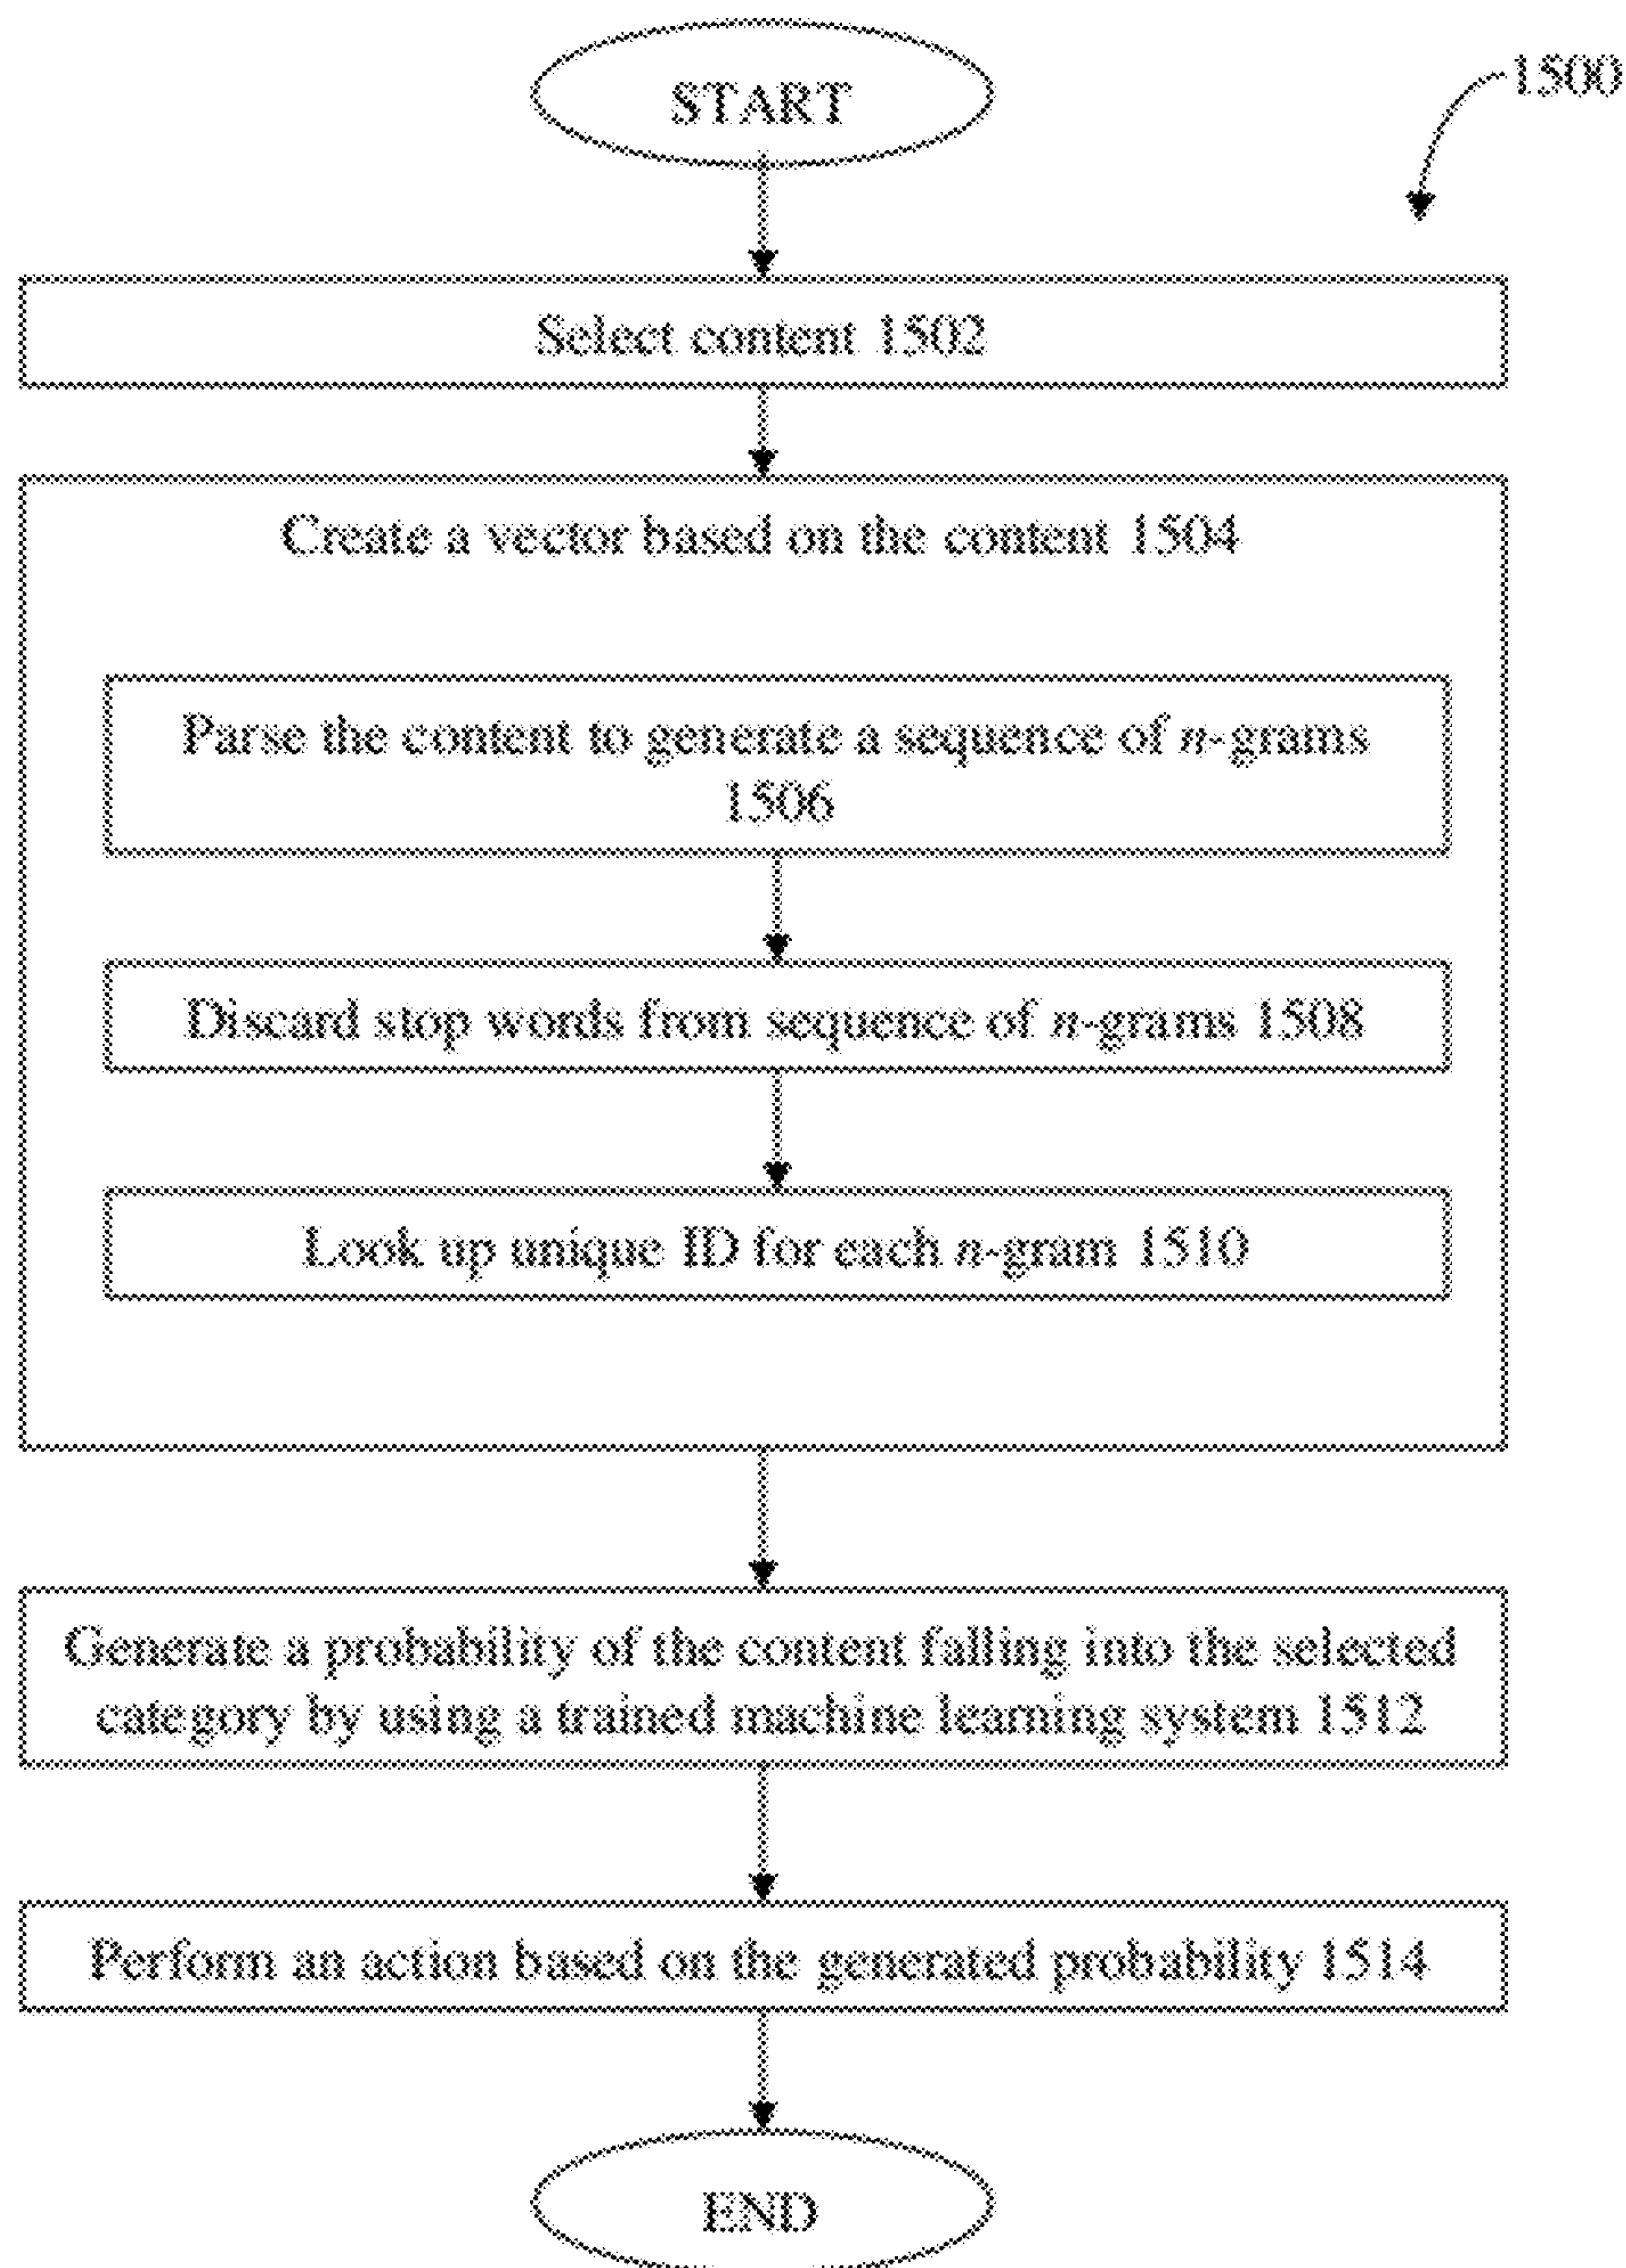 START
1500
Select content 1502
Create a vector based on the content 1504
Parse the content to generate a sequence of n-grams
1506
Discard stop words from sequence of n-grams 1508
Look up unique ID for each n-gram 1510
Generate a probability of the content falling into the selected
category by using a trained machine learning system 1512
Perform an action based on the generated probability 1514
END